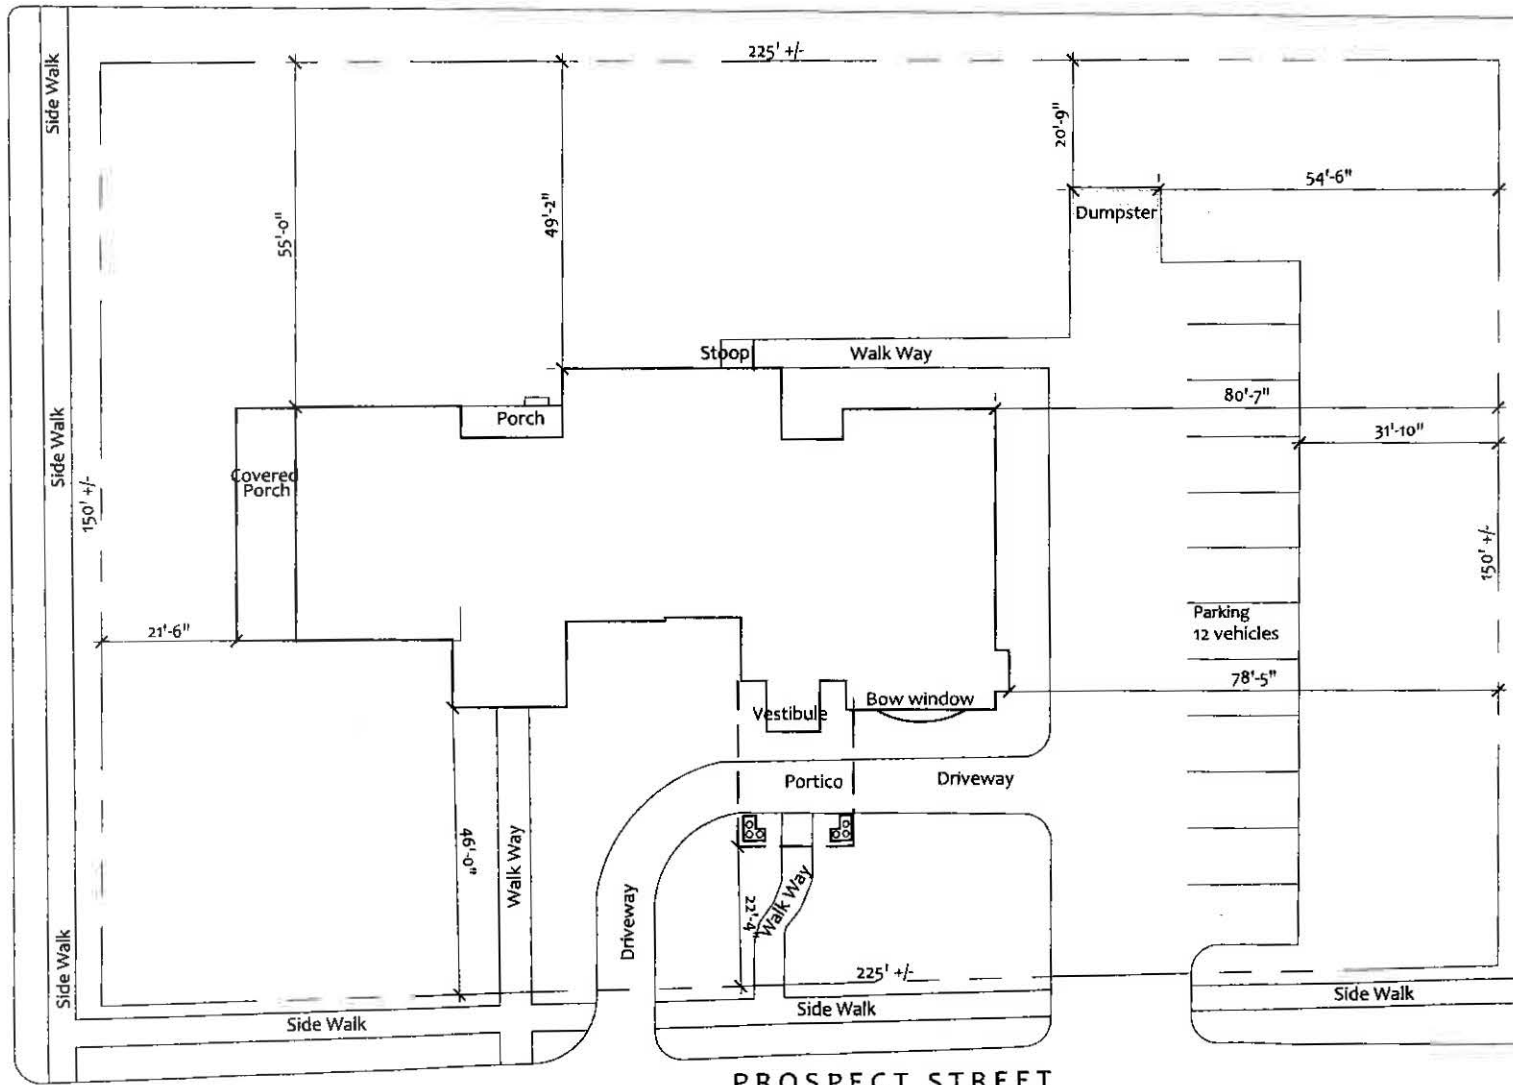 225' +/-
Side Walk
20'-9"
54'-6"
Dumpster
55'-0"
49'-2"
Stoop
Walk Way
80'-7"
Porch
31'-10"
Side Walk
Covered
Porch
150' +/-
150' +/-
Parking
12 vehicles
21'-6"
78'-5"
Bow window
Vestibule
Portico
Driveway
46'-0"
Walk Way
Driveway
22'-4"
Walk Way
Side Walk
225' +/-
Side Walk
Side Walk
Side Walk
PROSPECT STREET